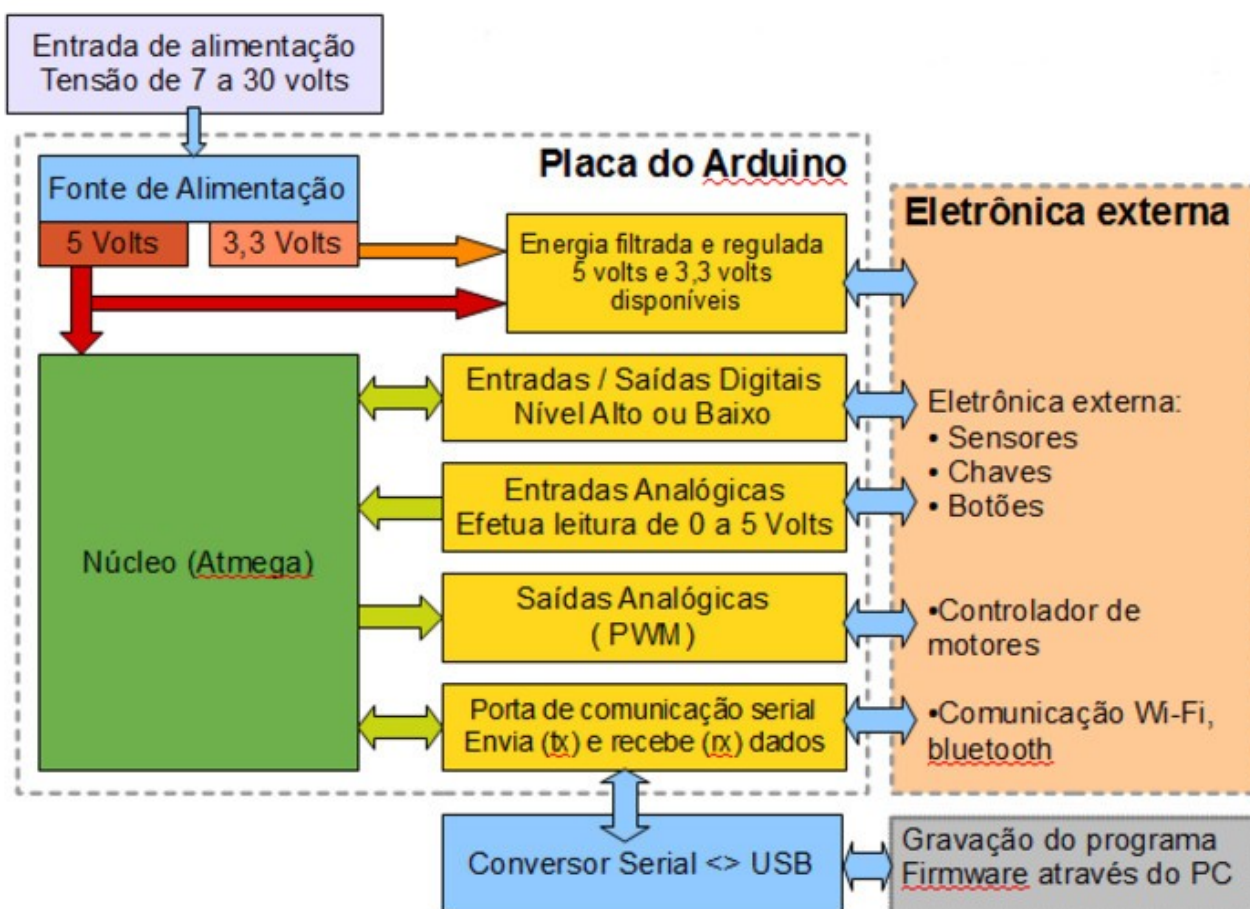 Entrada de alimentação
Tensão de 7 a 30 volts
Placa do Arduino
Fonte de Alimentação
5 Volts
3,3 Volts
Energia filtrada e regulada
5 volts e 3,3 volts
disponíveis
Eletrônica externa
Núcleo (Atmega)
Entradas / Saídas Digitais
Nível Alto ou Baixo
Entradas Analógicas
Efetua leitura de 0 a 5 Volts
Saídas Analógicas
( PWM )
Porta de comunicação serial
Envia (tx) e recebe (rx) dados
Eletrônica externa:
• Sensores
• Chaves
• Botões
•Controlador de
motores
•Comunicação Wi-Fi,
bluetooth
Conversor Serial <> USB
Gravação do programa
Firmware através do PC